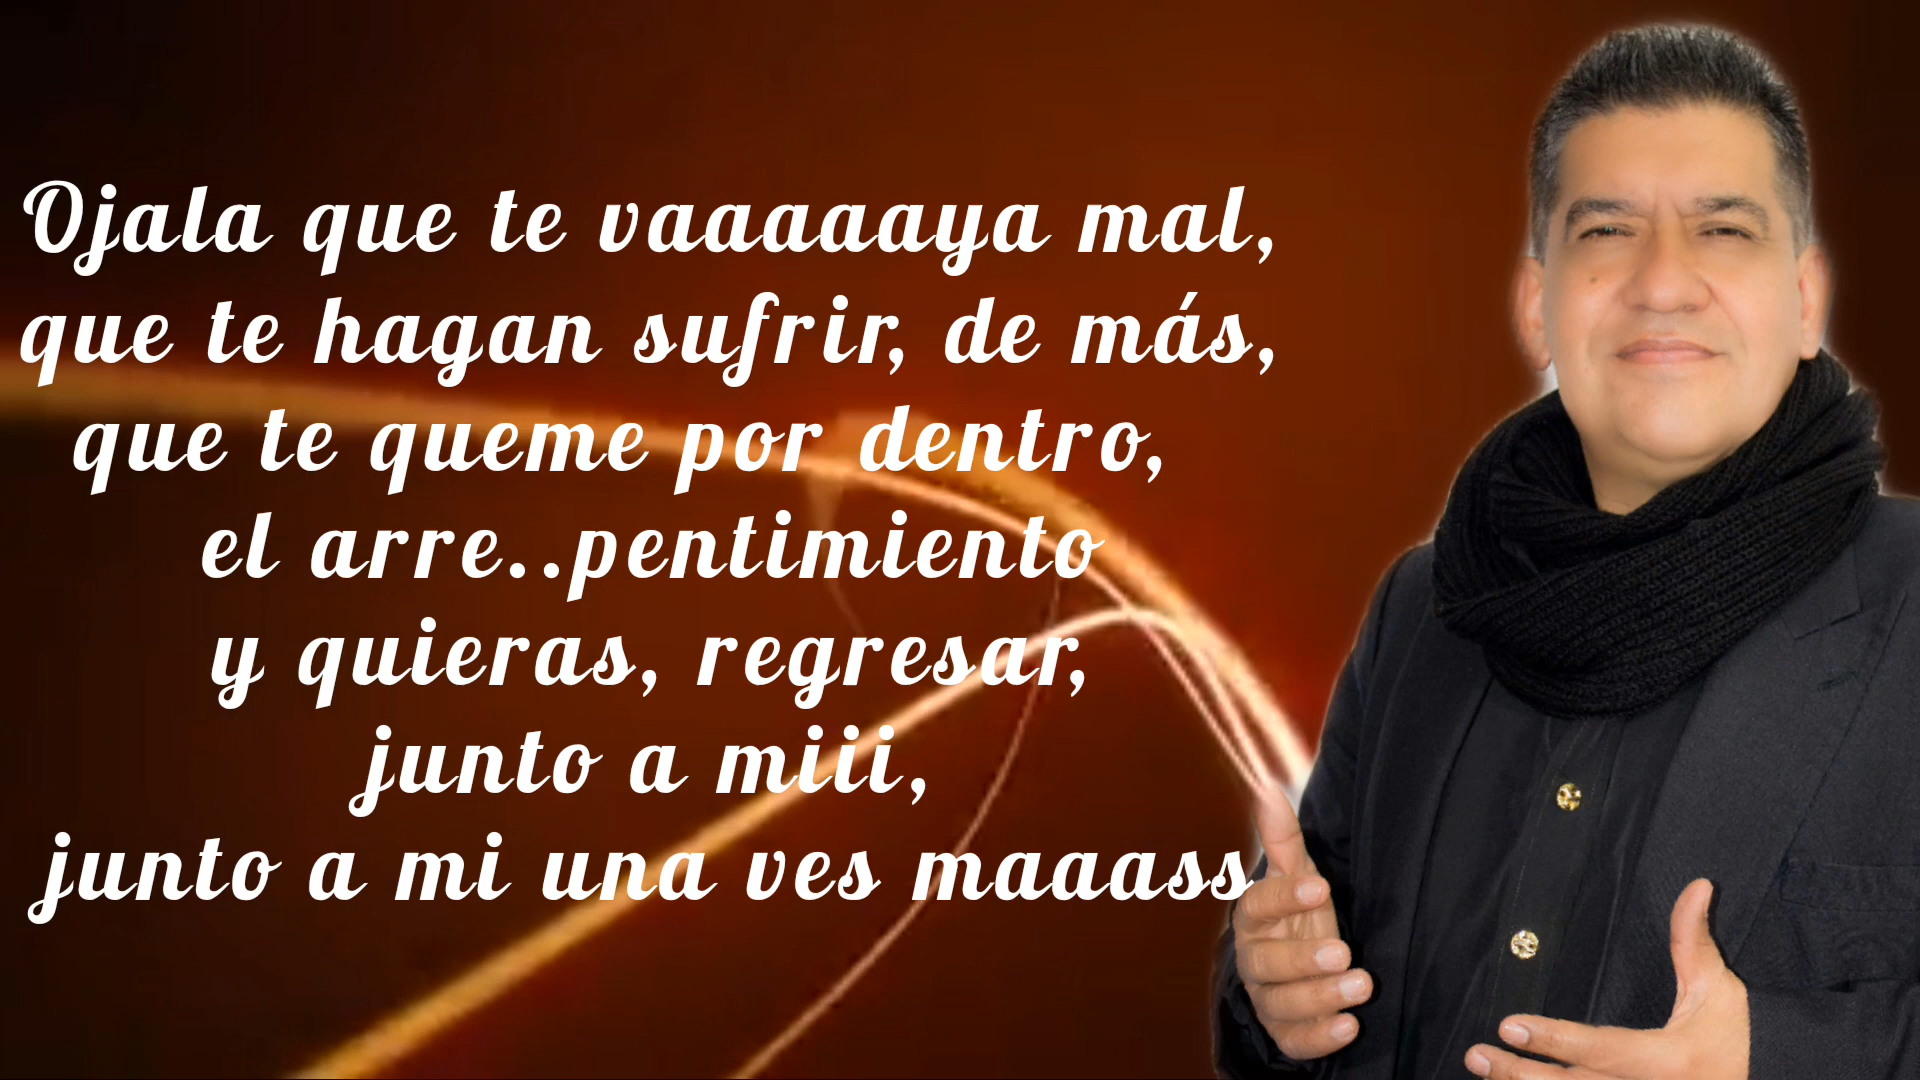 Ojala que te vaaaaaya mal,
que te hagan sufrir, de más,
que te queme por dentro,
el arre..pentimiento
y quieras, regresar,
junto a miii,
junto a mi una ves maaass